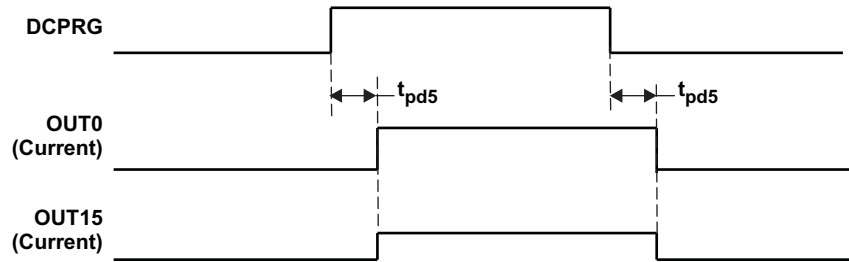 DCPRG
tpd5
tpd5
OUT0
(Current)
OUT15
(Current)